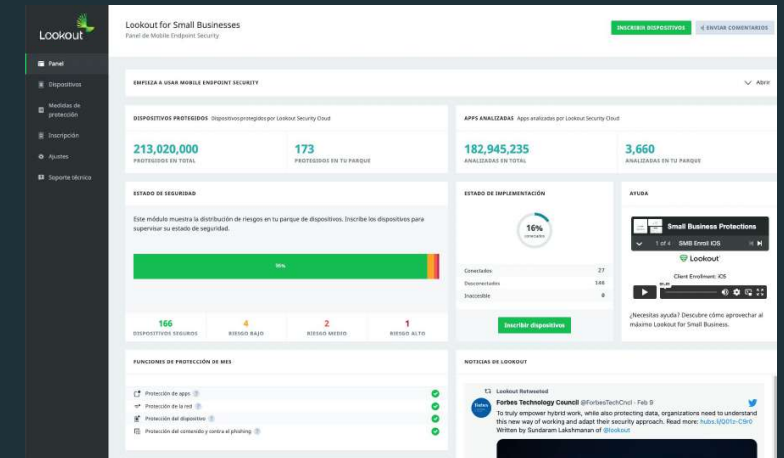 Lookout
Panel
Dispositivos
Medidas de
protección
Inscripción
Ajustes
Soporte técnico
Lookout for Small Businesses
Panel de Mobile Endpoint Security
INSCRIBIR DISPOSITIVOS
ENVIAR COMENTARIOS
EMPIEZA A USAR MOBILE ENDPOINT SECURITY
Abrir
DISPOSITIVOS PROTEGIDOS Dispositivos protegidos por Lookout Security Cloud
213,020,000
PROTEGIDOS EN TOTAL
173
PROTEGIDOS EN TU PARQUE
APPS ANALIZADAS Apps analizadas por Lookout Security Cloud
182,945,235
ANALIZADAS EN TOTAL
3,660
ANALIZADAS EN TU PARQUE
ESTADO DE SEGURIDAD
Este módulo muestra la distribución de riesgos en tu parque de dispositivos. Inscribe los dispositivos para
supervisar su estado de seguridad.
166
DISPOSITIVOS SEGUROS
4
RIESGO BAJO
2
RIESGO MEDIO
1
RIESGO ALTO
ESTADO DE IMPLEMENTACIÓN
16%
Conectados 27
Desconectados
Inaccesible 0
Inscribir dispositivos
AYUDA
Small Business Protections
1 of 4 SMB Enroll iOS
Lookout
Client Enrollment: iOS
¿Necesitas ayuda? Descubre cómo aprovechar al
máximo Lookout for Small Business.
FUNCIONES DE PROTECCIÓN DE MES
Protección de apps
Protección de la red
Protección del dispositivo
Protección del contenido y contra el phishing
NOTICIAS DE LOOKOUT
Lookout Retweeted
Forbes Technology Council @ForbesTechCncl · Feb 9
Forbes
To truly empower hybrid work, while also protecting data, organizations need to understand
this new way of working and adapt their security approach. Read more: hubs.li/Q01z-C9r0
Written by Sundaram Lakshmanan of @lookout